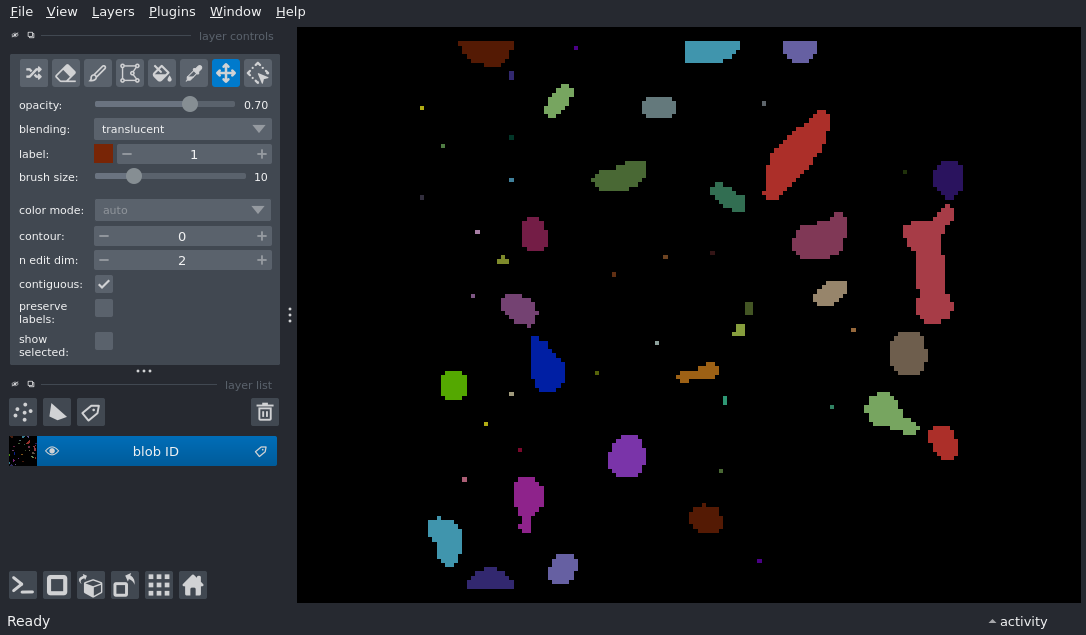 File View Layers Plugins Window Help
layer controls
opacity: 0.70
blending: translucent
label: 1
brush size: 10
color mode: auto
contour: 0
n edit dim: 2
contiguous:
preserve
labels:
show
selected:
layer list
blob ID
Ready
activity